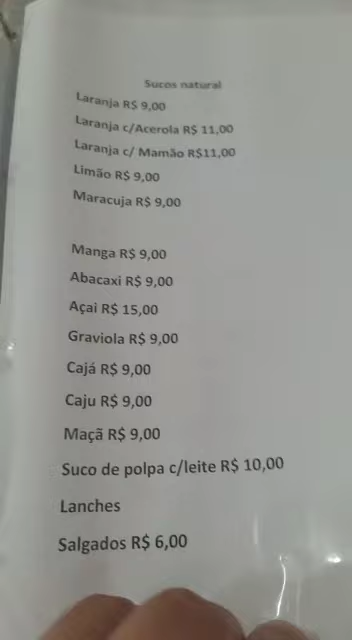 Sucos natural
Laranja R$ 9,00
Laranja c/Acerola R$ 11,00
Laranja c/ Mamão R$11,00
Limão R$ 9,00
Maracuja R$ 9,00
Manga R$ 9,00
Abacaxi R$ 9,00
Açai R$ 15,00
Graviola R$ 9,00
Cajá R$ 9,00
Caju R$ 9,00
Maçã R$ 9,00
Suco de polpa c/leite R$ 10,00
Lanches
Salgados R$ 6,00